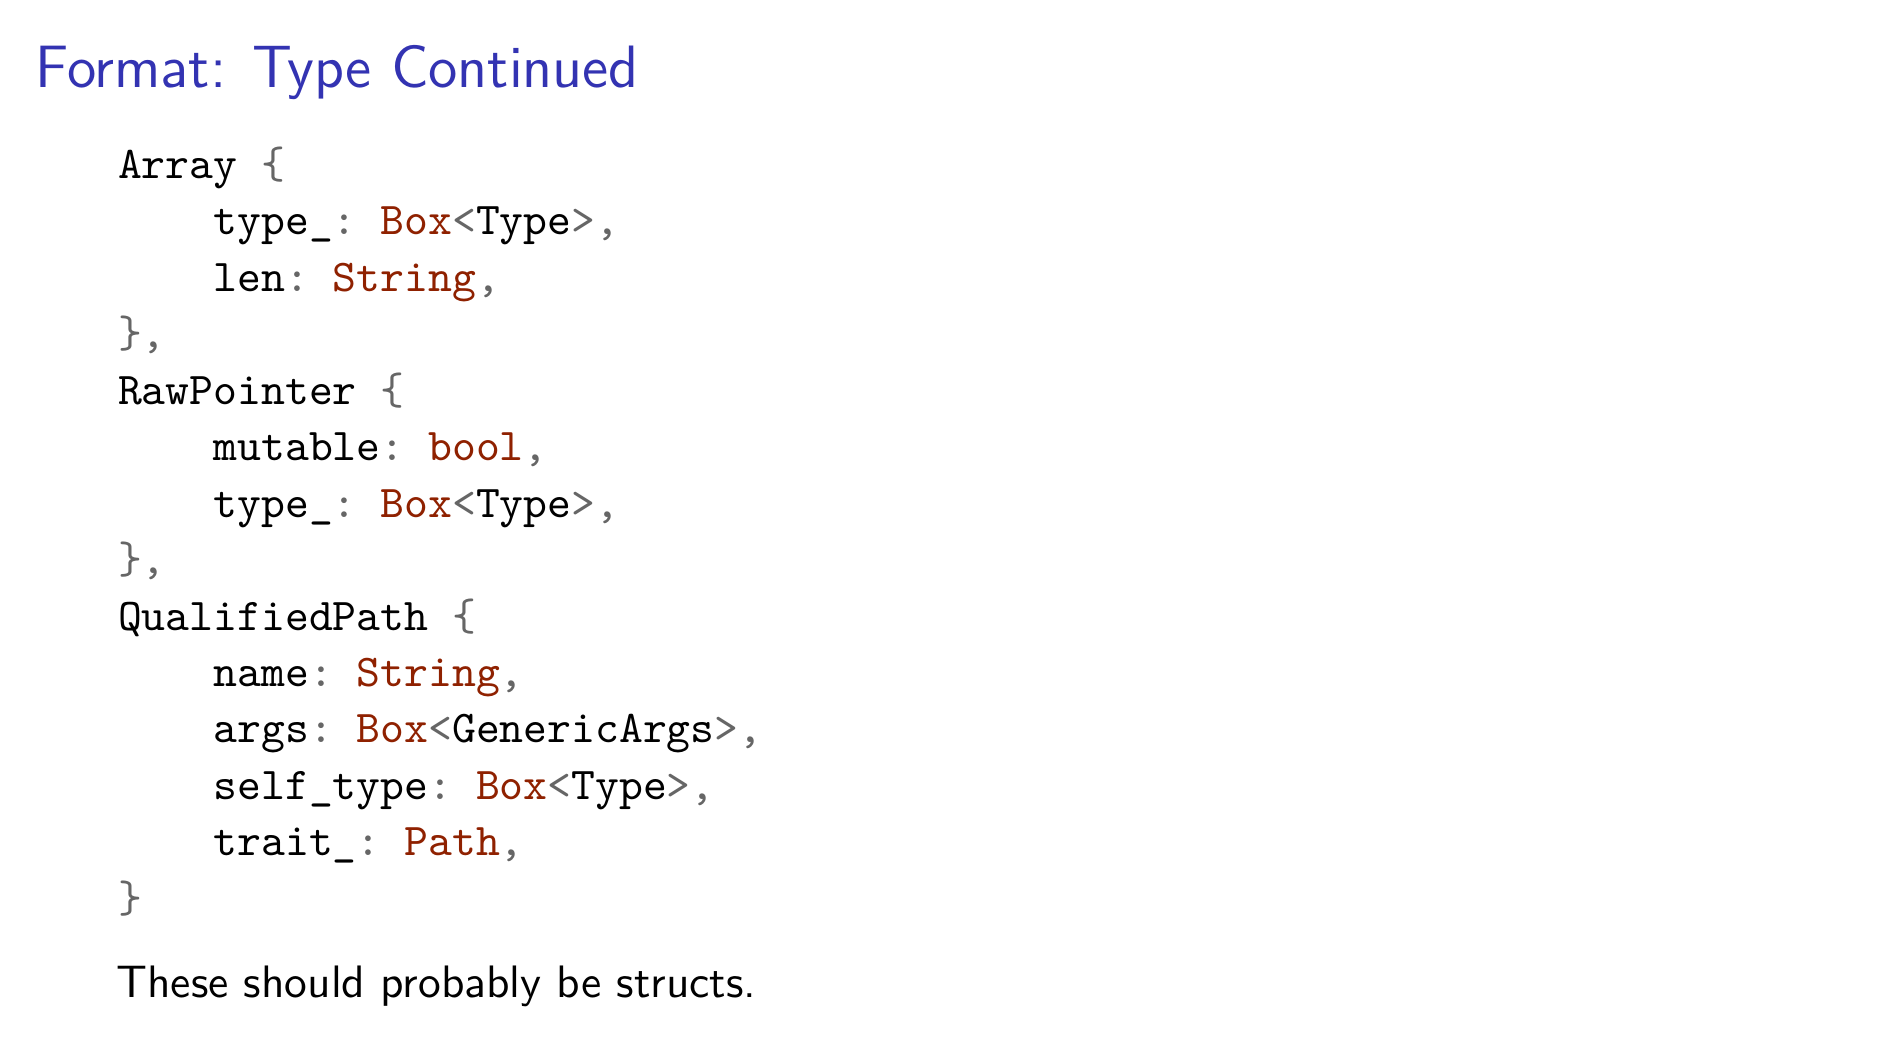 Format: Type Continued
Array {
    type_: Box<Type>,
    len: String,
},
RawPointer {
    mutable: bool,
    type_: Box<Type>,
},
QualifiedPath {
    name: String,
    args: Box<GenericArgs>,
    self_type: Box<Type>,
    trait_: Path,
}
These should probably be structs.